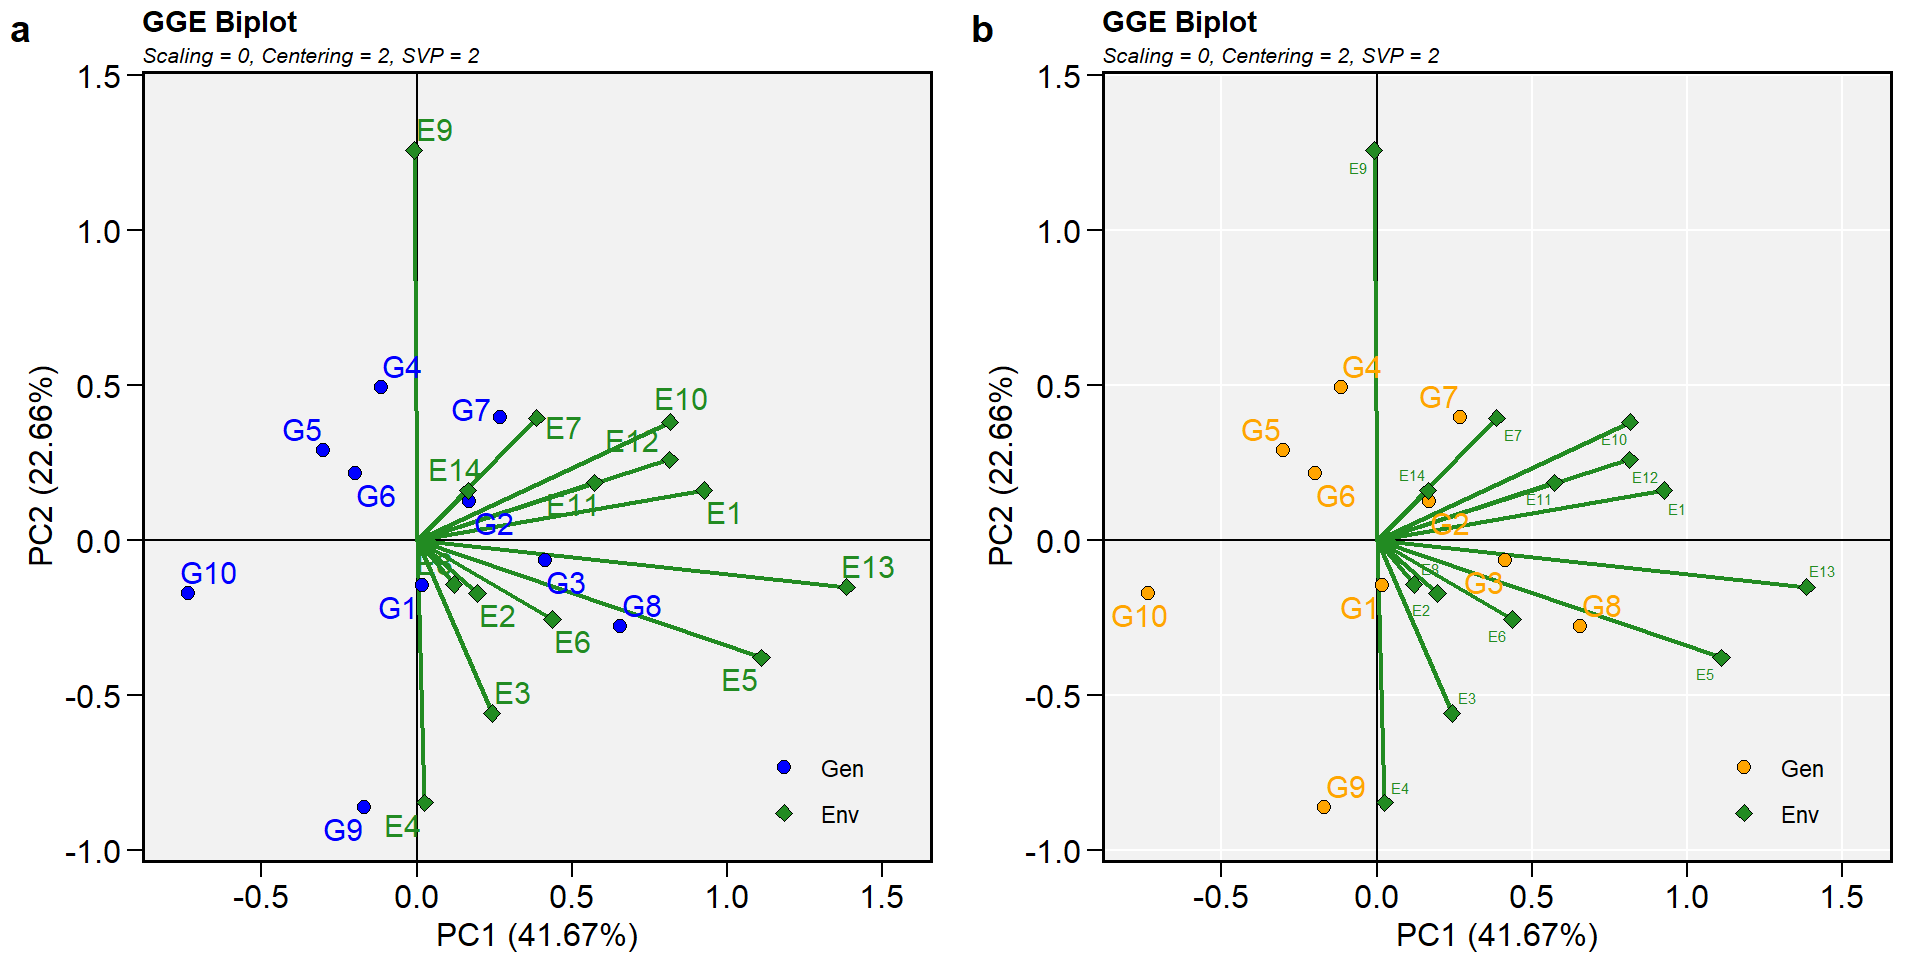 a
GGE Biplot
Scaling = 0, Centering = 2, SVP = 2
1.5
1.0
0.5
0.0
-0.5
-1.0
PC2 (22.66%)
E9
G4
E10
G7
E7
G5
E12
E14
G6
E11
E1
G2
G10
E13
G3
G1
E2
G8
E6
E5
E3
Gen
Env
G9
E4
-0.5
0.0
0.5
1.0
1.5
PC1 (41.67%)
b
GGE Biplot
Scaling = 0, Centering = 2, SVP = 2
1.5
1.0
0.5
0.0
-0.5
-1.0
PC2 (22.66%)
E9
G4
G7
G5
E7
E10
E14
E12
G6
E11
E1
G2
E8
E13
G3
G10
G1
E2
G8
E6
E5
E3
Gen
G9
E4
Env
-0.5
0.0
0.5
1.0
1.5
PC1 (41.67%)